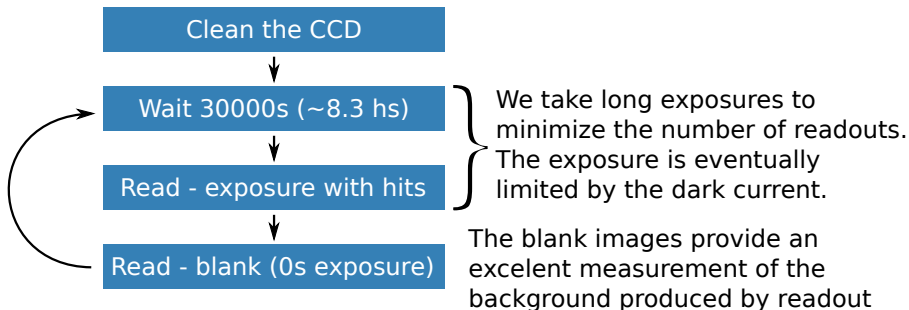 Clean the CCD
Wait 30000s (~8.3 hs)
Read - exposure with hits
Read - blank (0s exposure)
We take long exposures to
minimize the number of readouts.
The exposure is eventually
limited by the dark current.
The blank images provide an
excelent measurement of the
background produced by readout